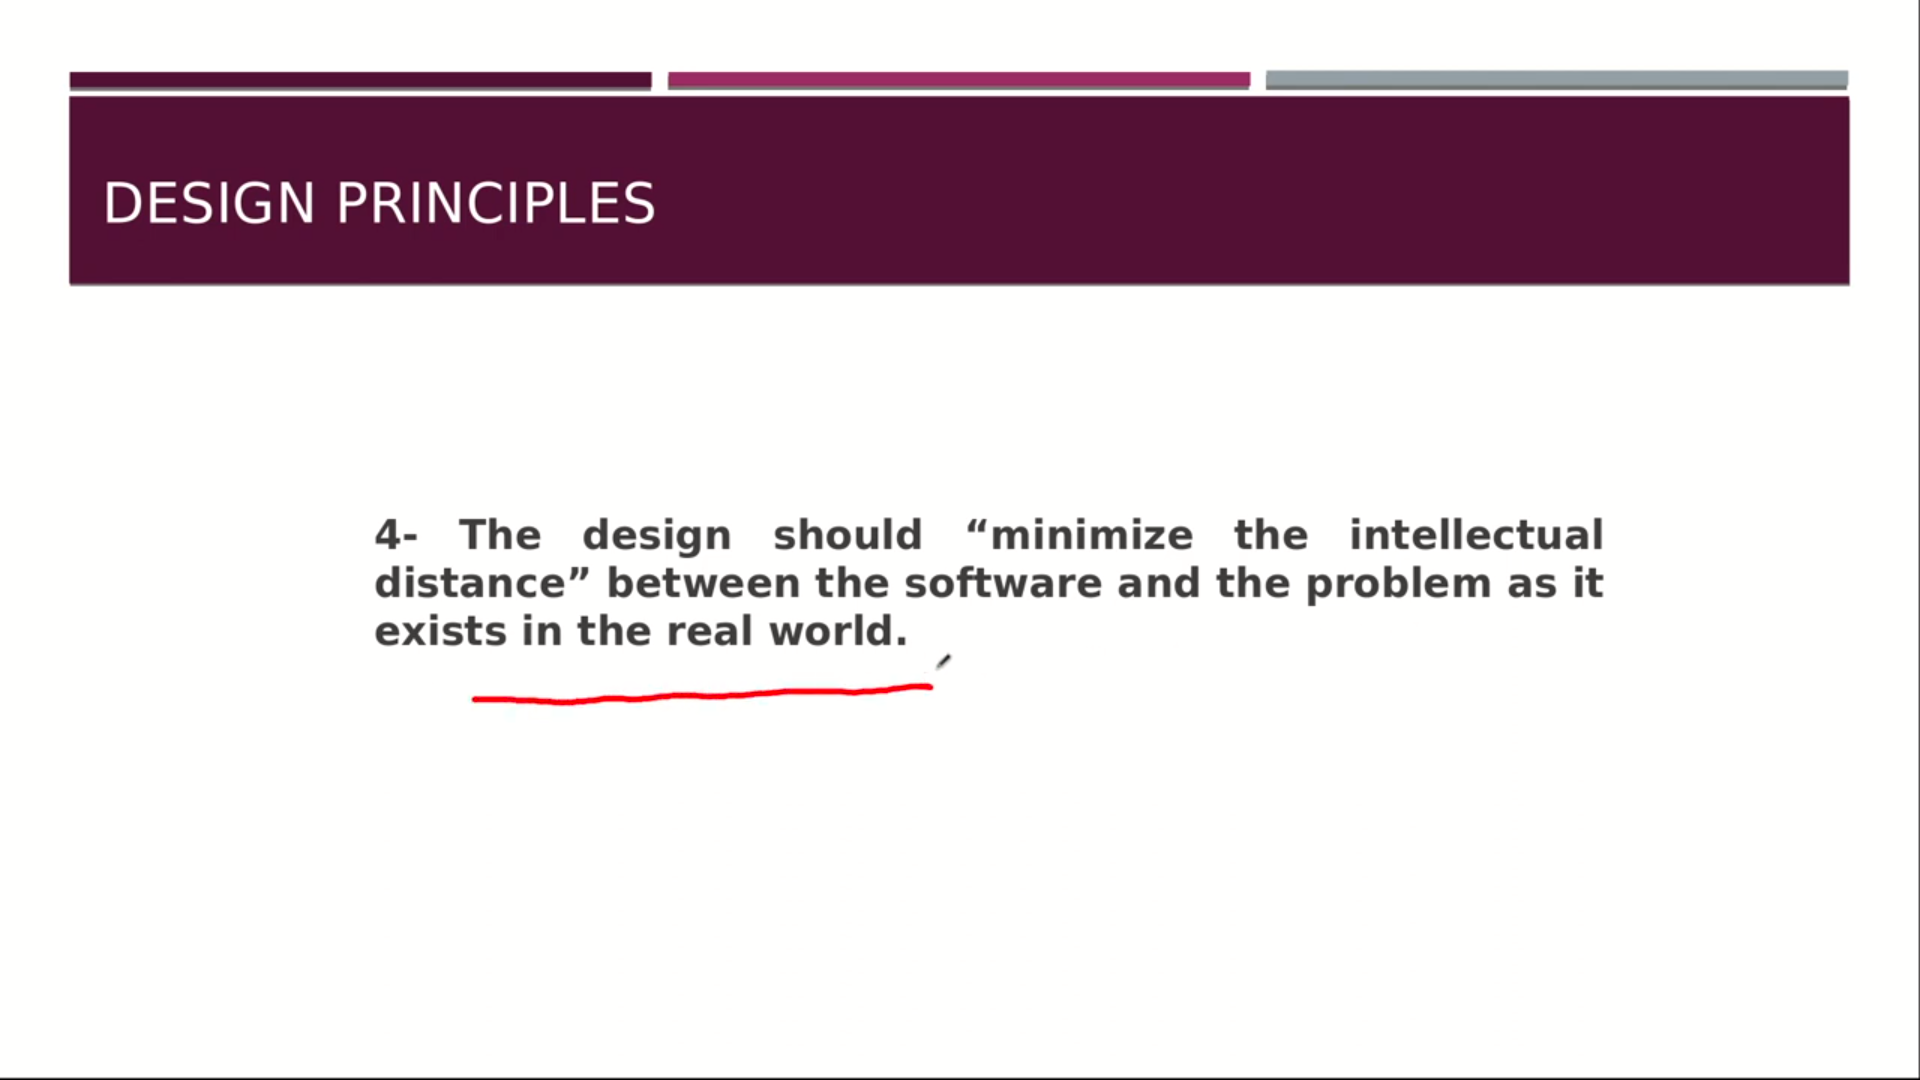 DESIGN PRINCIPLES
4- The design should “minimize the intellectual
distance” between the software and the problem as it
exists in the real world.